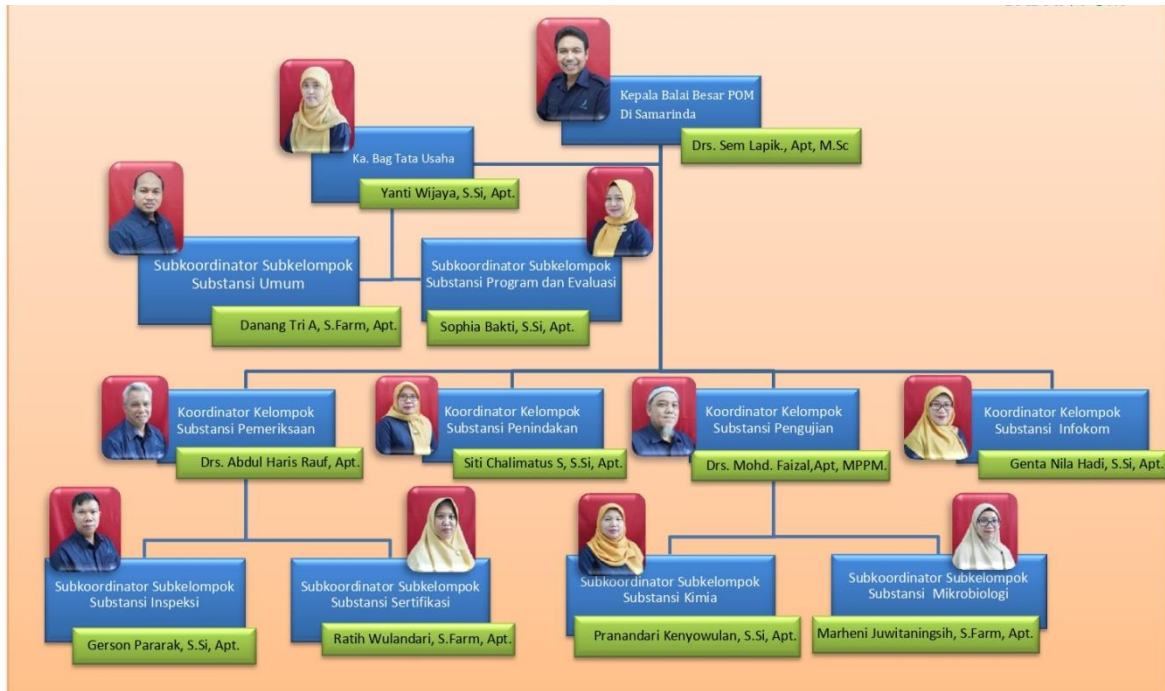 Kepala Balai Besar POM
Di Samarinda
Drs. Sem Lapik., Apt, M.Sc
Ka. Bag Tata Usaha
Yanti Wijaya, S.Si, Apt.
Subkoordinator Subkelompok
Substansi Umum
Danang Tri A, S.Farm, Apt.
Subkoordinator Subkelompok
Substansi Program dan Evaluasi
Sophia Bakti, S.Si, Apt.
Koordinator Kelompok
Substansi Pemeriksaan
Drs. Abdul Haris Rauf, Apt.
Koordinator Kelompok
Substansi Penindakan
Siti Chalimatus S, S.Si, Apt.
Koordinator Kelompok
Substansi Pengujian
Drs. Mohd. Faizal,Apt, MPPM.
Koordinator Kelompok
Substansi Infokom
Genta Nila Hadi, S.Si, Apt.
Subkoordinator Subkelompok
Substansi Inspeksi
Gerson Pararak, S.Si, Apt.
Subkoordinator Subkelompok
Substansi Sertifikasi
Ratih Wulandari, S.Farm, Apt.
Subkoordinator Subkelompok
Substansi Kimia
Pranandari Kenyowulan, S.Si, Apt.
Subkoordinator Subkelompok
Substansi Mikrobiologi
Marheni Juwitaningsih, S.Farm, Apt.